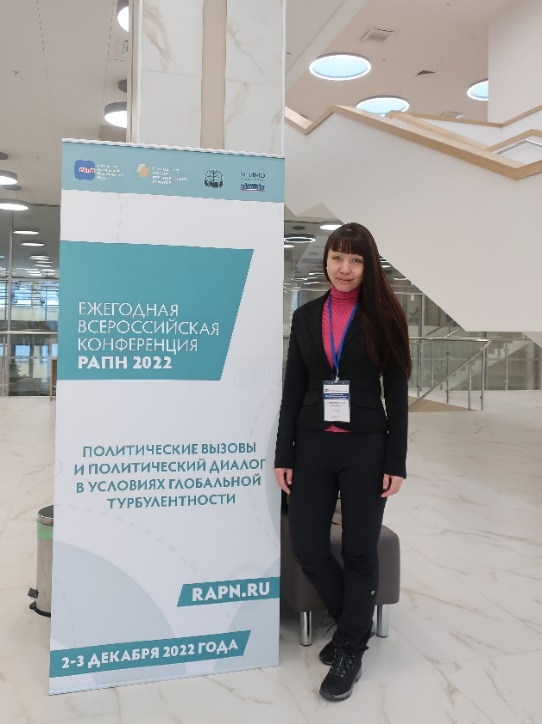 МГИМО
ЕЖЕГОДНАЯ
ВСЕРОССИЙСКАЯ
КОНФЕРЕНЦИЯ
РАПН 2022
ПОЛИТИЧЕСКИЕ ВЫЗОВЫ
И ПОЛИТИЧЕСКИЙ ДИАЛОГ
В УСЛОВИЯХ ГЛОБАЛЬНОЙ
ТУРБУЛЕНТНОСТИ
RAPN.RU
2-3 ДЕКАБРЯ 2022 ГОДА